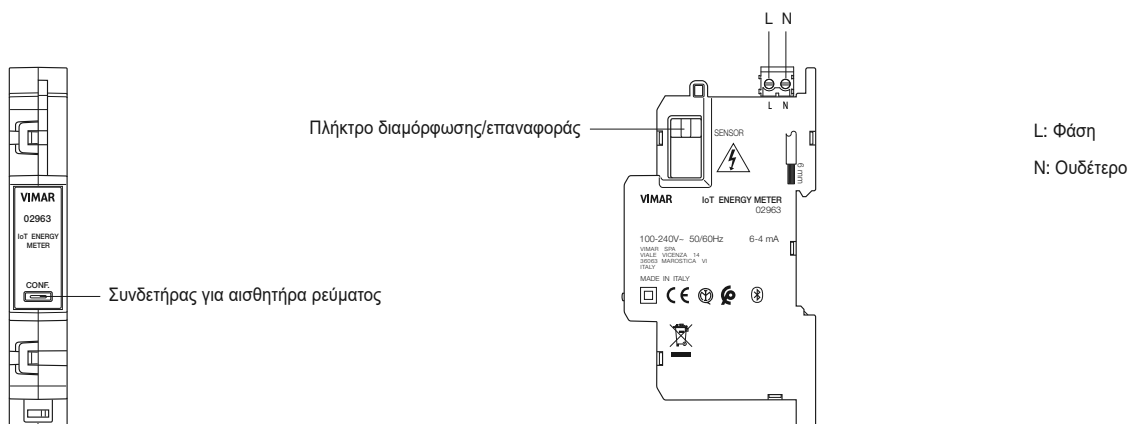 VIMAR
02963
IoT ENERGY
METER
CONF.
Συνδετήρας για αισθητήρα ρεύματος
Πλήκτρο διαμόρφωσης/επαναφοράς
L N
L N
SENSOR
6 mm
VIMAR IoT ENERGY METER
02963
100-240V~ 50/60Hz 6-4 mA
VIMAR SPA
VIALE VICENZA 14
36063 MAROSTICA VI
ITALY
MADE IN ITALY
CE
L: Φάση
N: Ουδέτερο